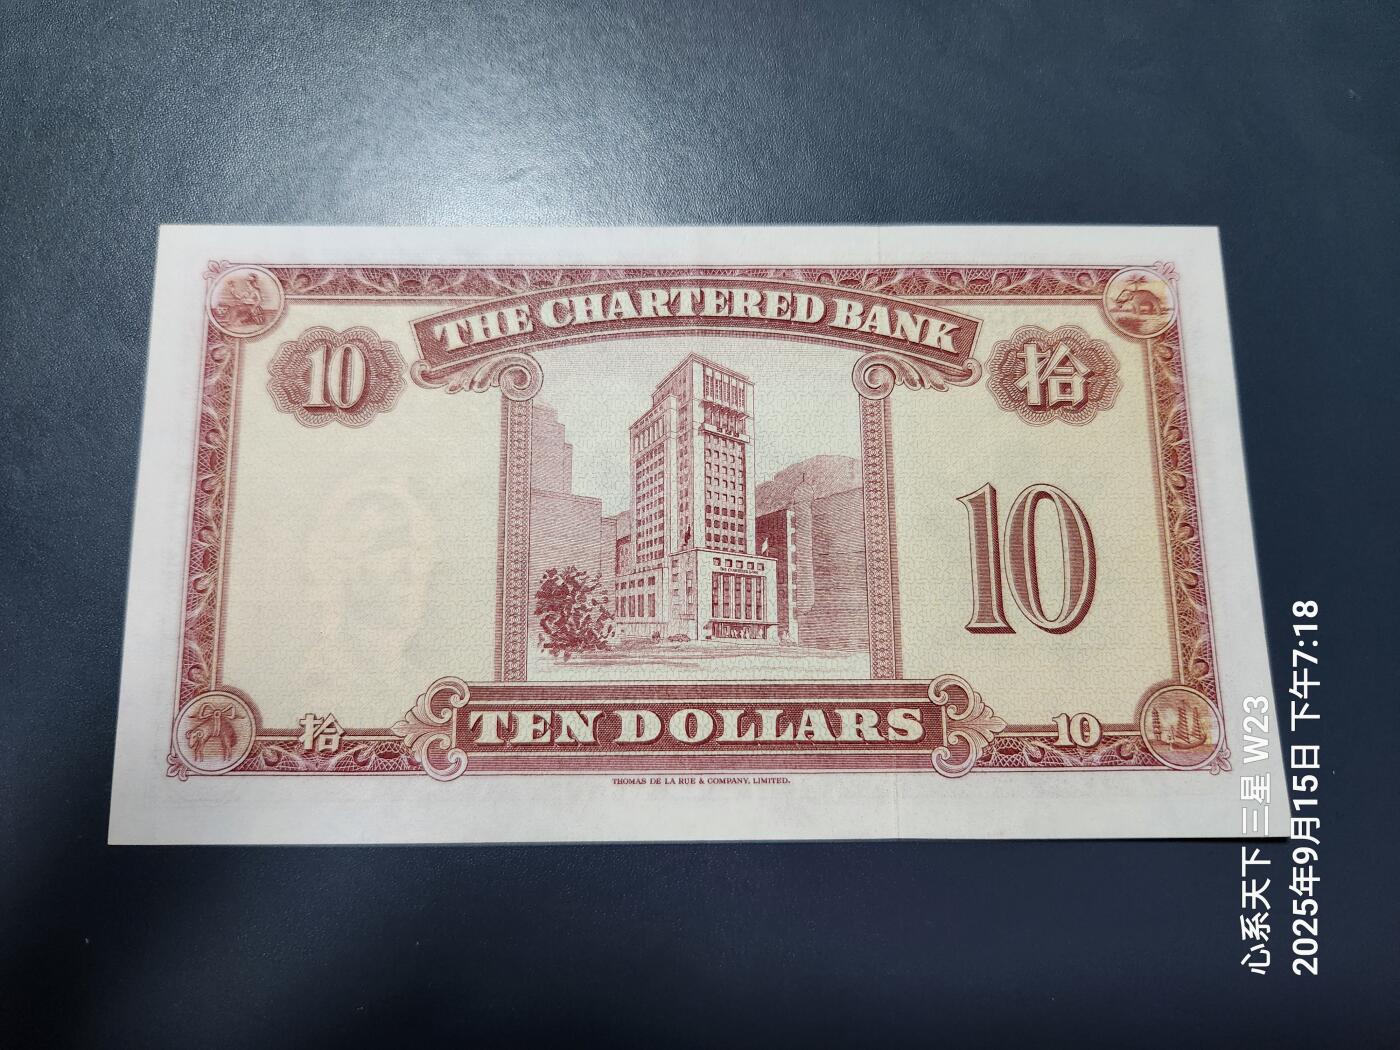 THE CHARTERED BANK
10
拾
10
拾
TEN DOLLARS
10
THOMAS DE LA RUE & COMPANY, LIMITED.
心系天下三星 W23
2025年9月15日 下午7:18